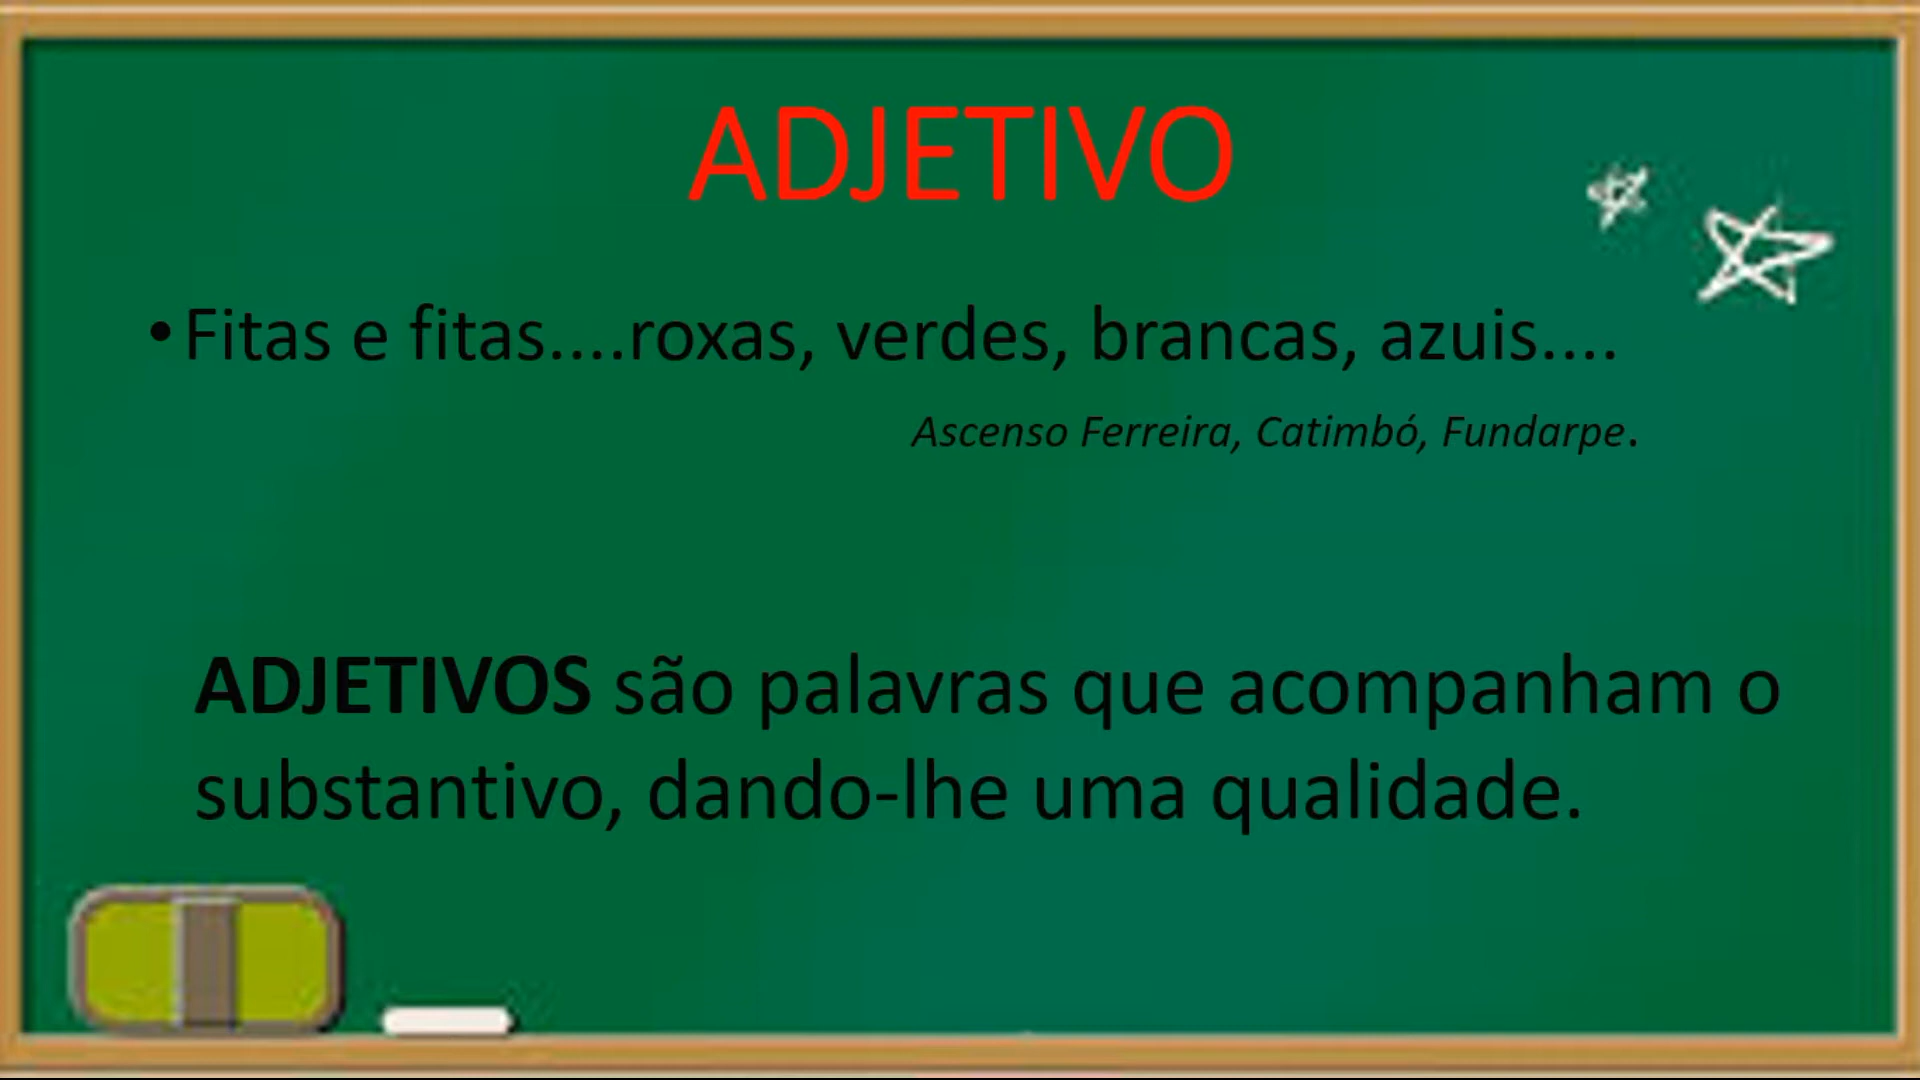 ADJETIVO
•Fitas e fitas....roxas, verdes, brancas, azuis....
Ascenso Ferreira, Catimbó, Fundarpe.
ADJETIVOS são palavras que acompanham o
substantivo, dando-lhe uma qualidade.